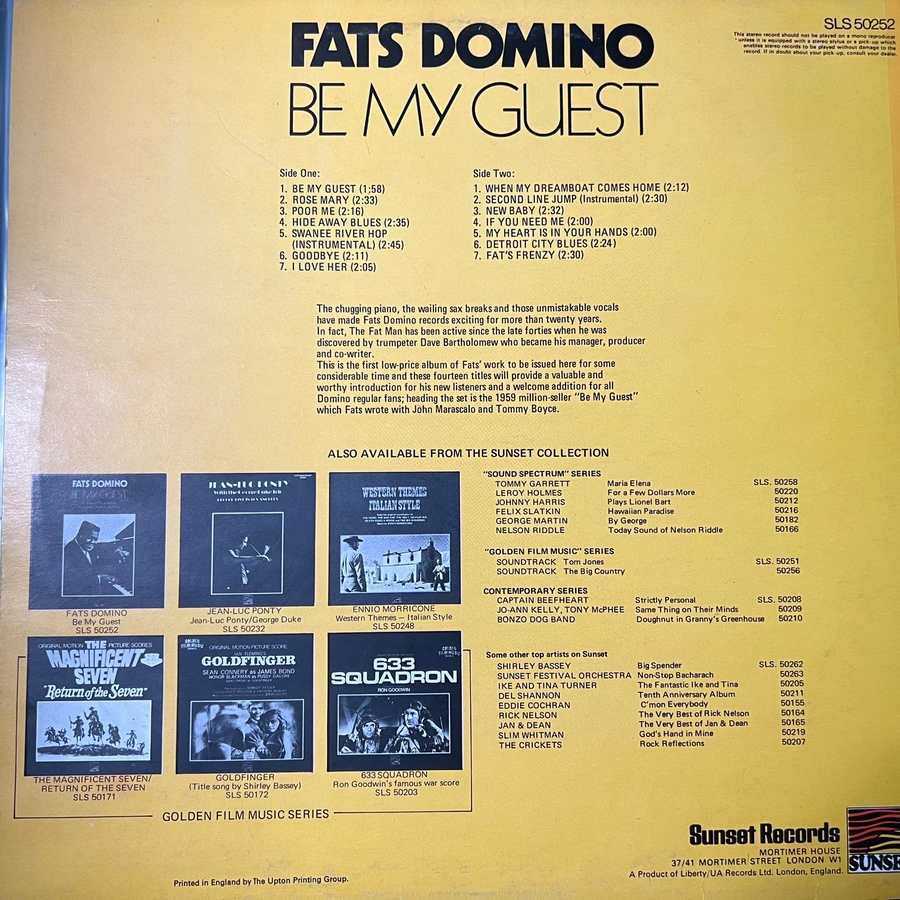 FATS DOMINO
BE MY GUEST
SLS 50252
This stereo record should not be played on a mono reproducer
unless it is equipped with a stereo stylus or a pick-up which
enables stereo records to be played without damage to the
record. If in doubt about your pick-up, consult your dealer.
Side One:
1. BE MY GUEST (1:58)
2. ROSE MARY (2:33)
3. POOR ME (2:16)
4. HIDE AWAY BLUES (2:35)
5. SWANEE RIVER HOP
(INSTRUMENTAL) (2:45)
6. GOODBYE (2:11)
7. I LOVE HER (2:05)
Side Two:
1. WHEN MY DREAMBOAT COMES HOME (2:12)
2. SECOND LINE JUMP (Instrumental) (2:30)
3. NEW BABY (2:32)
4. IF YOU NEED ME (2:00)
5. MY HEART IS IN YOUR HANDS (2:00)
6. DETROIT CITY BLUES (2:24)
7. FAT'S FRENZY (2:30)
The chugging piano, the wailing sax breaks and those unmistakable vocals
have made Fats Domino records exciting for more than twenty years.
In fact, The Fat Man has been active since the late forties when he was
discovered by trumpeter Dave Bartholomew who became his manager, producer
and co-writer.
This is the first low-price album of Fats' work to be issued here for some
considerable time and these fourteen titles will provide a valuable and
worthy introduction for his new listeners and a welcome addition for all
Domino regular fans; heading the set is the 1959 million-seller "Be My Guest"
which Fats wrote with John Marascalo and Tommy Boyce.
ALSO AVAILABLE FROM THE SUNSET COLLECTION
FATS DOMINO
BE MY GUEST
FATS DOMINO
Be My Guest
SLS 50252
JEAN-LUC PONTY
With the George Duke Trio
JEAN-LUC PONTY
Jean-Luc Ponty/George Duke
SLS 50232
WESTERN THEMES
ITALIAN STYLE
ENNIO MORRICONE
Western Themes – Italian Style
SLS 50248
ORIGINAL MOTION PICTURE SCORES
THE
MAGNIFICENT
SEVEN
Return of the Seven
THE MAGNIFICENT SEVEN/
RETURN OF THE SEVEN
SLS 50171
ORIGINAL MOTION PICTURE SCORE
IAN FLEMING'S
GOLDFINGER
SEAN CONNERY AS JAMES BOND
HONOR BLACKMAN AS PUSSY GALORE
GOLDFINGER
(Title song by Shirley Bassey)
SLS 50172
633
SQUADRON
RON GOODWIN
633 SQUADRON
Ron Goodwin's famous war score
SLS 50203
GOLDEN FILM MUSIC SERIES
"SOUND SPECTRUM" SERIES
TOMMY GARRETT Maria Elena SLS. 50258
LEROY HOLMES For a Few Dollars More 50220
JOHNNY HARRIS Plays Lionel Bart 50212
FELIX SLATKIN Hawaiian Paradise 50216
GEORGE MARTIN By George 50182
NELSON RIDDLE Today Sound of Nelson Riddle 50166
"GOLDEN FILM MUSIC" SERIES
SOUNDTRACK Tom Jones SLS. 50251
SOUNDTRACK The Big Country 50256
CONTEMPORARY SERIES
CAPTAIN BEEFHEART Strictly Personal SLS. 50208
JO-ANN KELLY, TONY McPHEE Same Thing on Their Minds 50209
BONZO DOG BAND Doughnut in Granny's Greenhouse 50210
Some other top artists on Sunset
SHIRLEY BASSEY Big Spender SLS. 50262
SUNSET FESTIVAL ORCHESTRA Non-Stop Bacharach 50263
IKE AND TINA TURNER The Fantastic Ike and Tina 50205
DEL SHANNON Tenth Anniversary Album 50211
EDDIE COCHRAN C'mon Everybody 50155
RICK NELSON The Very Best of Rick Nelson 50164
JAN & DEAN The Very Best of Jan & Dean 50165
SLIM WHITMAN God's Hand in Mine 50219
THE CRICKETS Rock Reflections 50207
Sunset Records
MORTIMER HOUSE
37/41 MORTIMER STREET LONDON W1
A Product of Liberty/UA Records Ltd. London, England.
SUNSE
Printed in England by The Upton Printing Group.